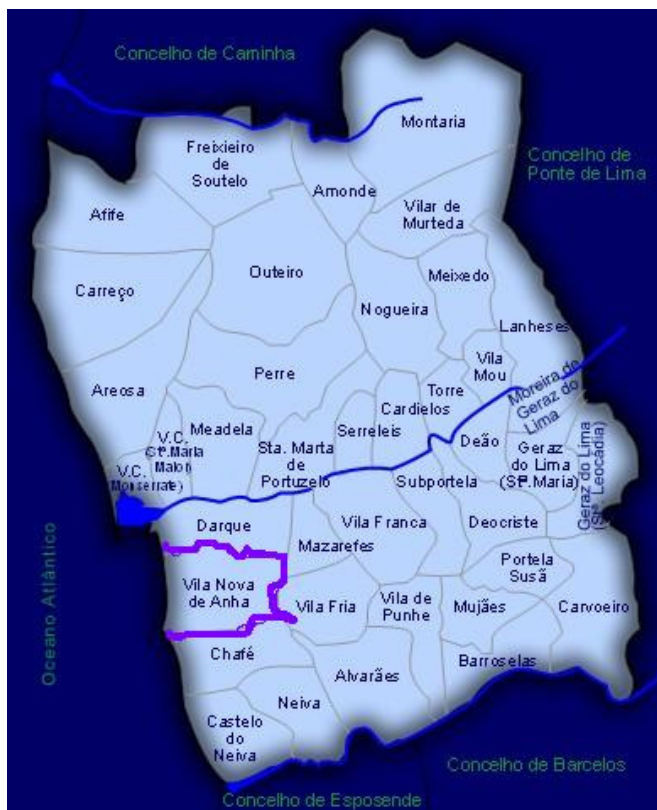 Concelho de Caminha
Montaria
Freixieiro
de
Soutelo
Concelho de
Ponte de Lima
Amonde
Vilar de
Murteda
Afife
Outeiro
Meixedo
Carreço
Nogueira
Lanheses
Vila
Mou
Perre
Areosa
Torre
Cardielos
Moreira de
Geraz do
Lima
Meadela
V.C.
(Stª.Maria
Maior)
Serreleis
Sta. Marta
de
Portuzelo
Deão
Geraz
do Lima
(Stª.Maria)
Geraz do Lima
(Stª. Leocádia)
V.C.
(Monserrate)
Subportela
Darque
Vila Franca
Deocriste
Mazarefes
Portela
Susã
Vila Nova
de Anha
Vila Fria
Vila de
Punhe
Mujães
Carvoeiro
Oceano Atlântico
Chafé
Barroselas
Alvarães
Neiva
Castelo
do
Neiva
Concelho de Barcelos
Concelho de Esposende